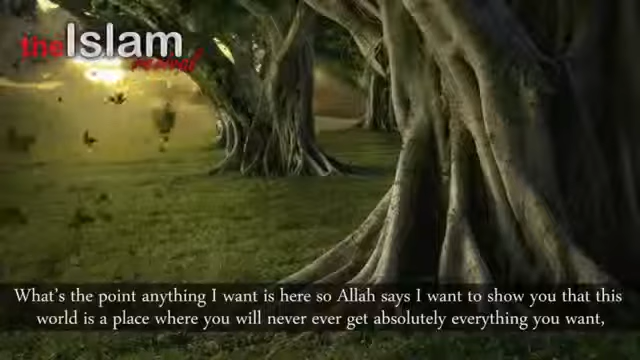 theIslam
revival
What's the point anything I want is here so Allah says I want to show you that this
world is a place where you will never ever get absolutely everything you want,